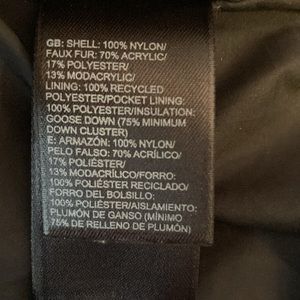 GB: SHELL: 100% NYLON/
FAUX FUR: 70% ACRYLIC/
17% POLYESTER/
13% MODACRYLIC/
LINING: 100% RECYCLED
POLYESTER/POCKET LINING:
100% POLYESTER/INSULATION:
GOOSE DOWN (75% MINIMUM
DOWN CLUSTER)
E: ARMAZÓN: 100% NYLON/
PELO FALSO: 70% ACRÍLICO/
17% POLIÉSTER/
13% MODACRÍLICO/FORRO:
100% POLIÉSTER RECICLADO/
FORRO DEL BOLSILLO:
100% POLIÉSTER/AISLAMIENTO:
PLUMÓN DE GANSO (MÍNIMO
75% DE RELLENO DE PLUMÓN)